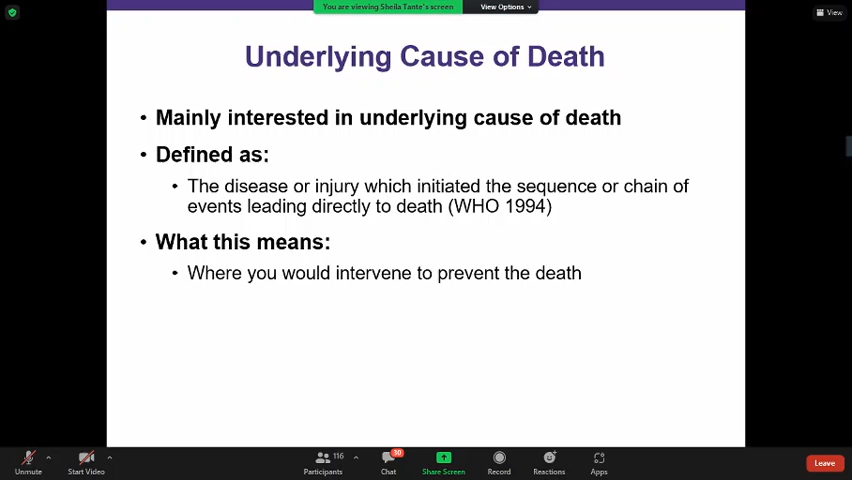 You are viewing Sheila Tante's screen
View Options
View
Underlying Cause of Death
• Mainly interested in underlying cause of death
• Defined as:
• The disease or injury which initiated the sequence or chain of
events leading directly to death (WHO 1994)
• What this means:
• Where you would intervene to prevent the death
116
30
Unmute
Start Video
Participants
Chat
Share Screen
Record
Reactions
Apps
Leave